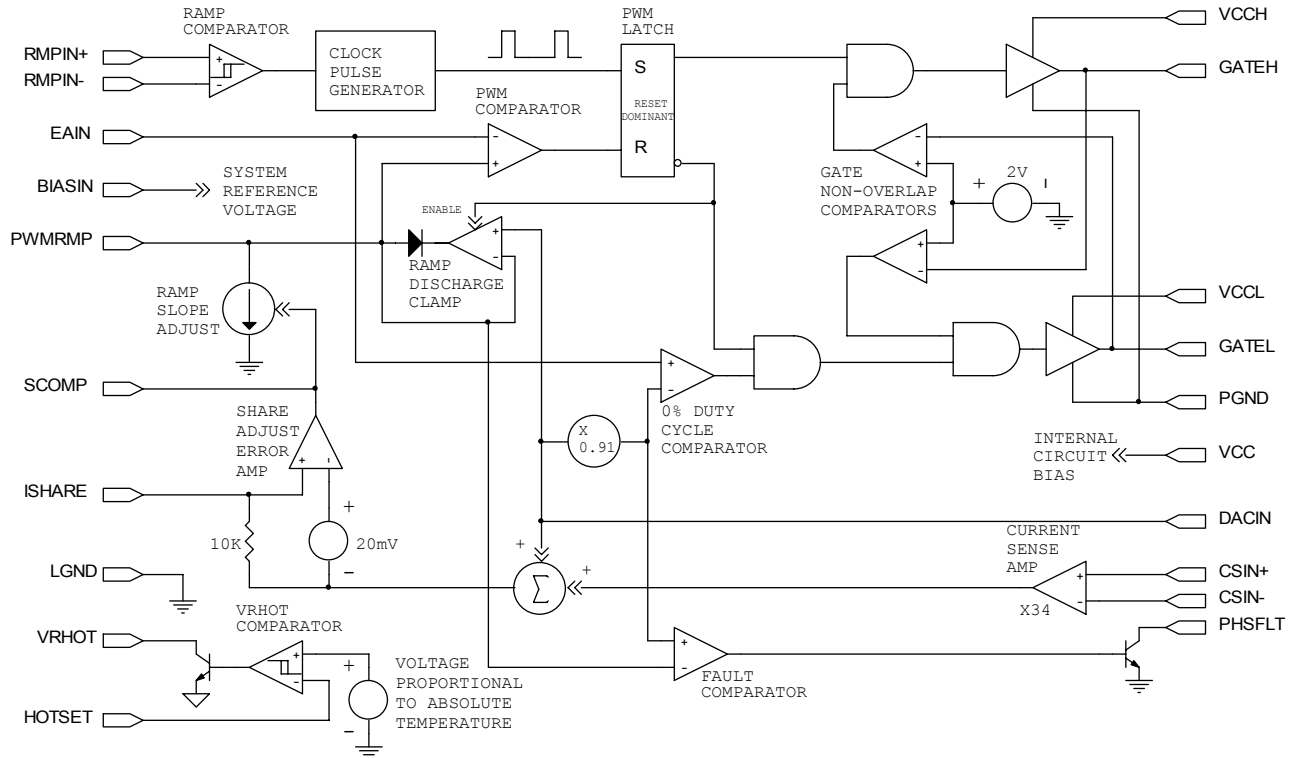 RAMP
COMPARATOR
PWM
LATCH
VCCH
RMPIN+
RMPIN-
+
-
CLOCK
PULSE
GENERATOR
S
GATEH
PWM
COMPARATOR
RESET
DOMINANT
EAIN
-
+
R
-
+
BIASIN
SYSTEM
REFERENCE
VOLTAGE
GATE
NON-OVERLAP
COMPARATORS
2V
+
-
ENABLE
PWMRMP
+
-
+
-
RAMP
DISCHARGE
CLAMP
RAMP
SLOPE
ADJUST
VCCL
GATEL
SCOMP
+
-
PGND
0% DUTY
CYCLE
COMPARATOR
SHARE
ADJUST
ERROR
AMP
+
-
X
0.91
INTERNAL
CIRCUIT
BIAS
VCC
ISHARE
+
20mV
-
10K
DACIN
CURRENT
SENSE
AMP
+
+
Σ
LGND
+
-
X34
CSIN+
CSIN-
VRHOT
COMPARATOR
PHSFLT
VRHOT
+
-
+
-
FAULT
COMPARATOR
+
-
VOLTAGE
PROPORTIONAL
TO ABSOLUTE
TEMPERATURE
HOTSET